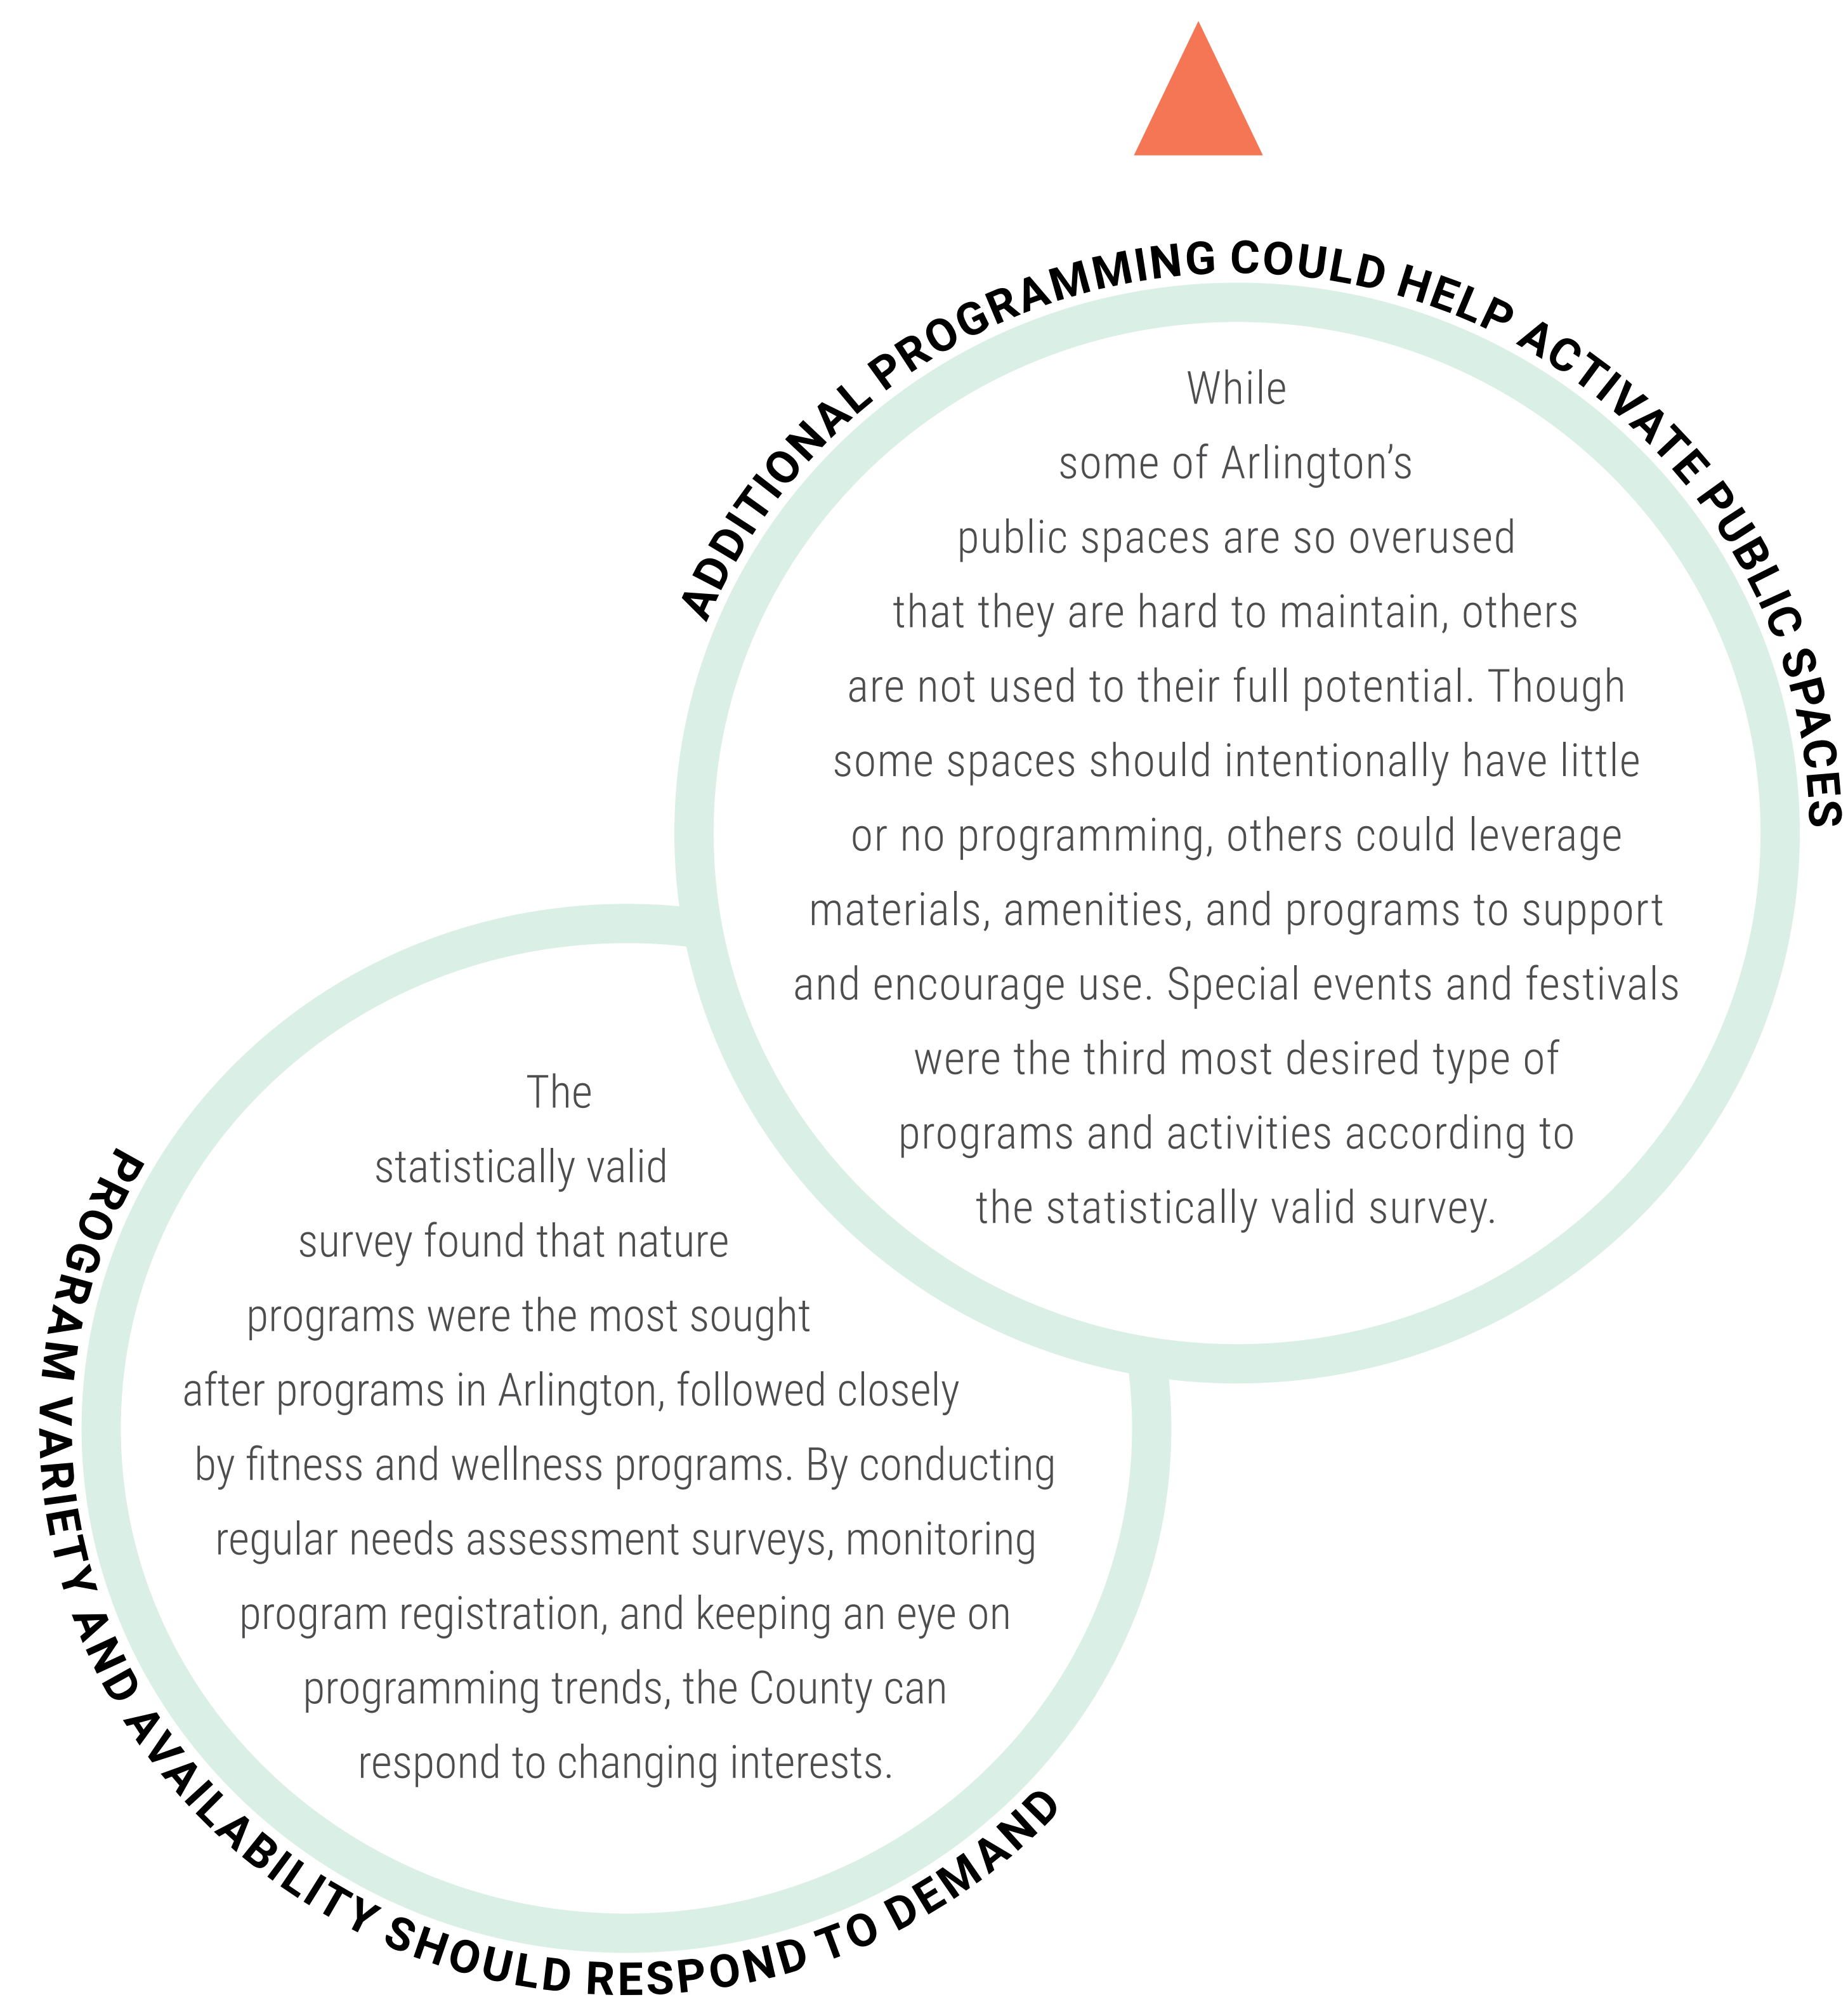 ADDITIONAL PROGRAMMING COULD HELP ACTIVATE PUBLIC SPACES
While
some of Arlington’s
public spaces are so overused
that they are hard to maintain, others
are not used to their full potential. Though
some spaces should intentionally have little
or no programming, others could leverage
materials, amenities, and programs to support
and encourage use. Special events and festivals
were the third most desired type of
programs and activities according to
the statistically valid survey.
PROGRAM VARIETY AND AVAILABILITY SHOULD RESPOND TO DEMAND
The
statistically valid
survey found that nature
programs were the most sought
after programs in Arlington, followed closely
by fitness and wellness programs. By conducting
regular needs assessment surveys, monitoring
program registration, and keeping an eye on
programming trends, the County can
respond to changing interests.